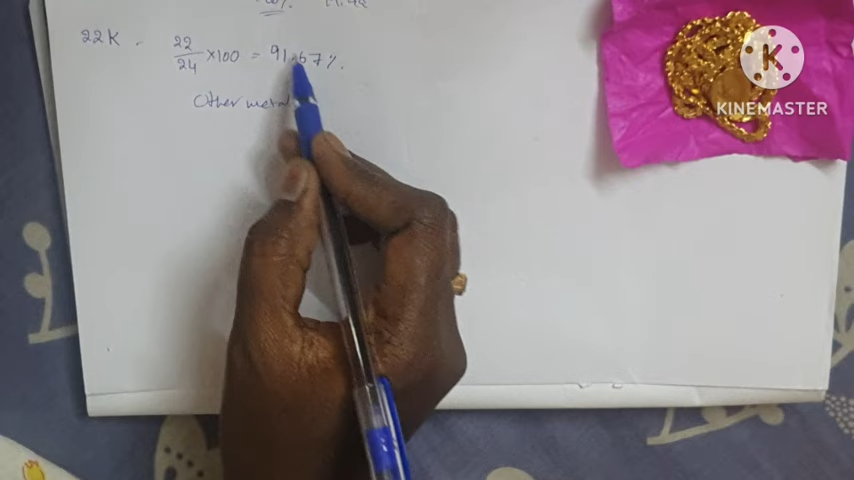 22K - 22/24 ×100 = 91.67%.
Other metal
KINEMASTER